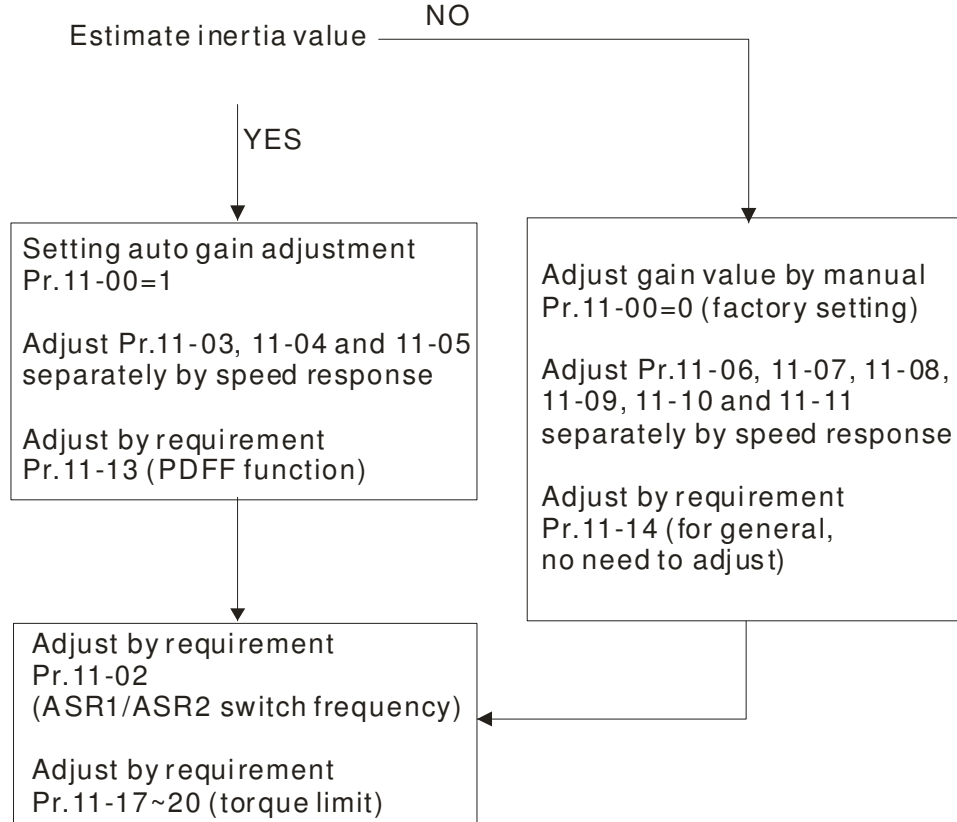 NO
Estimate inertia value
YES
Setting auto gain adjustment
Pr.11-00=1
Adjust Pr.11-03, 11-04 and 11-05
separately by speed response
Adjust by requirement
Pr.11-13 (PDFF function)
Adjust gain value by manual
Pr.11-00=0 (factory setting)
Adjust Pr.11-06, 11-07, 11-08,
11-09, 11-10 and 11-11
separately by speed response
Adjust by requirement
Pr.11-14 (for general,
no need to adjust)
Adjust by requirement
Pr.11-02
(ASR1/ASR2 switch frequency)
Adjust by requirement
Pr.11-17~20 (torque limit)